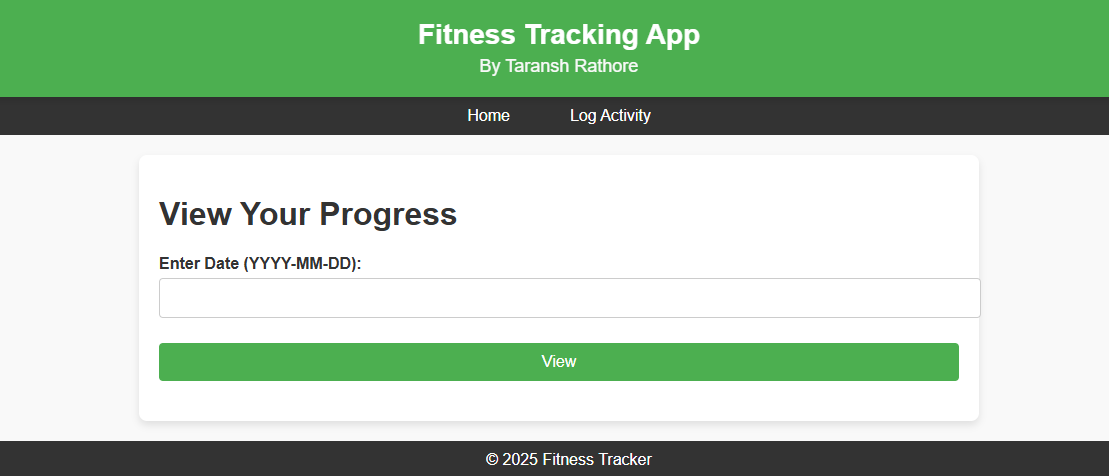 Fitness Tracking App
By Taransh Rathore
Home Log Activity
View Your Progress
Enter Date (YYYY-MM-DD):
View
© 2025 Fitness Tracker